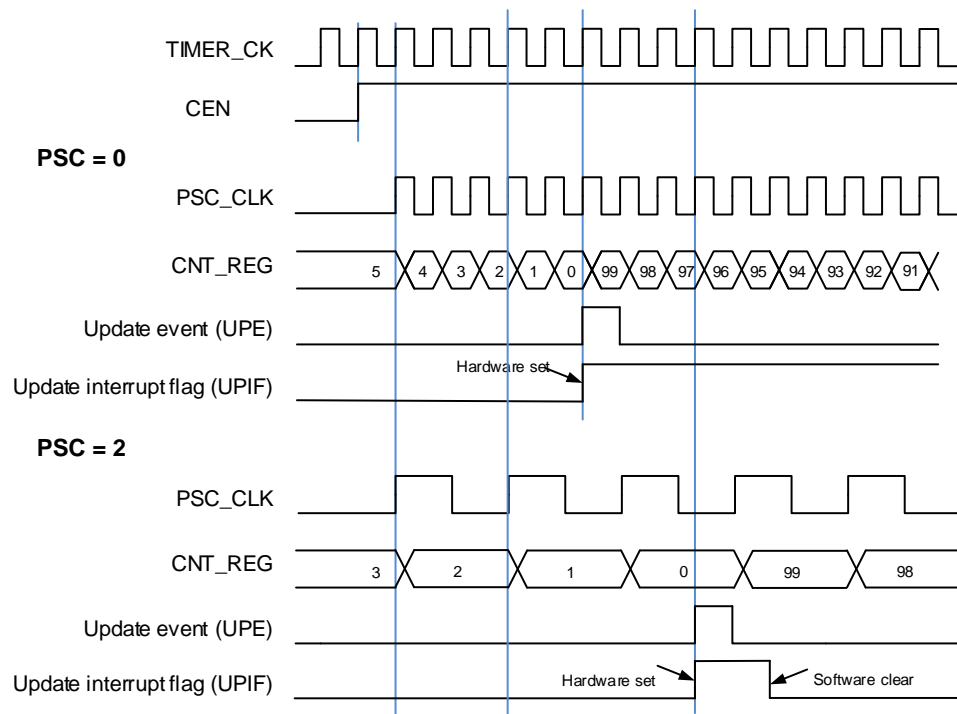 TIMER_CK
CEN
PSC = 0
PSC_CLK
CNT_REG 5 4 3 2 1 0 99 98 97 96 95 94 93 92 91
Update event (UPE)
Hardware set
Update interrupt flag (UPIF)
PSC = 2
PSC_CLK
CNT_REG 3 2 1 0 99 98
Update event (UPE)
Update interrupt flag (UPIF) Hardware set Software clear